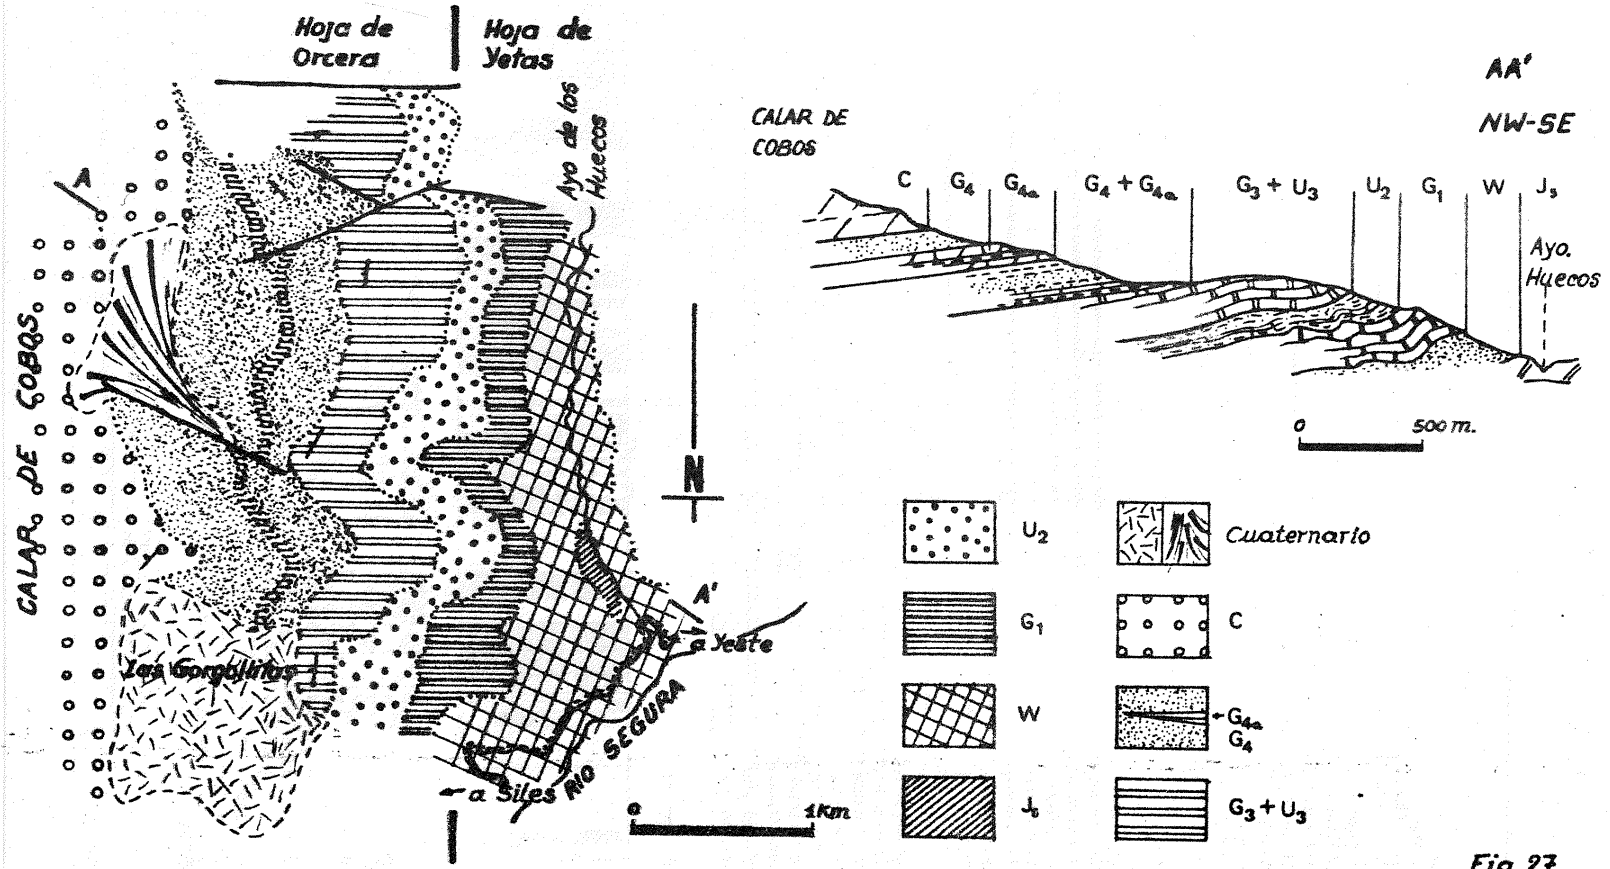 Hoja de
Orcera
Hoja de
Yetas
Ayo de los
Huecos
A
CALAR DE COBOS
N
A'
a Yeste
Las Gorgollitas
RIO SEGURA
a Siles
0 1Km
AA'
NW-SE
CALAR DE
COBOS
C G4 G4a G4 + G4a G3 + U3 U2 G1 W Js
Ayo.
Huecos
0 500 m.
U2
Cuaternario
G1
C
W
G4a
G4
Js
G3 + U3
Fig 27